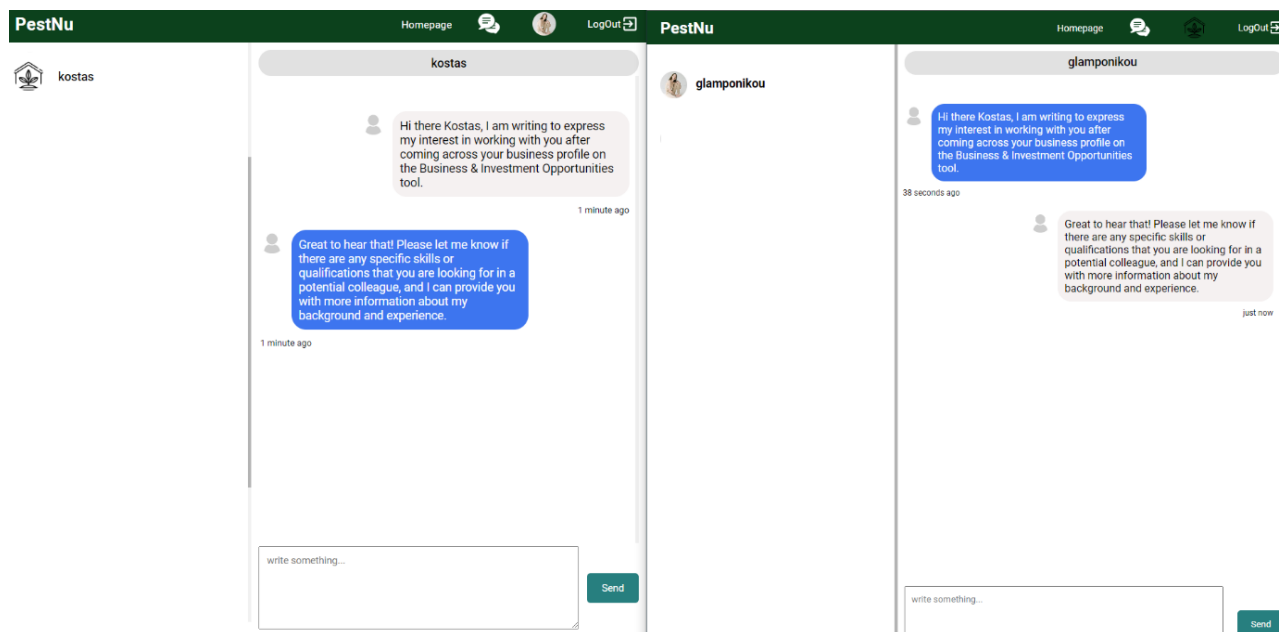 PestNu
Homepage
LogOut
kostas
kostas
Hi there Kostas, I am writing to express
my interest in working with you after
coming across your business profile on
the Business & Investment Opportunities
tool.
1 minute ago
Great to hear that! Please let me know if
there are any specific skills or
qualifications that you are looking for in a
potential colleague, and I can provide you
with more information about my
background and experience.
1 minute ago
write something...
Send
PestNu
Homepage
LogOut
glamponikou
glamponikou
Hi there Kostas, I am writing to express
my interest in working with you after
coming across your business profile on
the Business & Investment Opportunities
tool.
38 seconds ago
Great to hear that! Please let me know if
there are any specific skills or
qualifications that you are looking for in a
potential colleague, and I can provide you
with more information about my
background and experience.
just now
write something...
Send